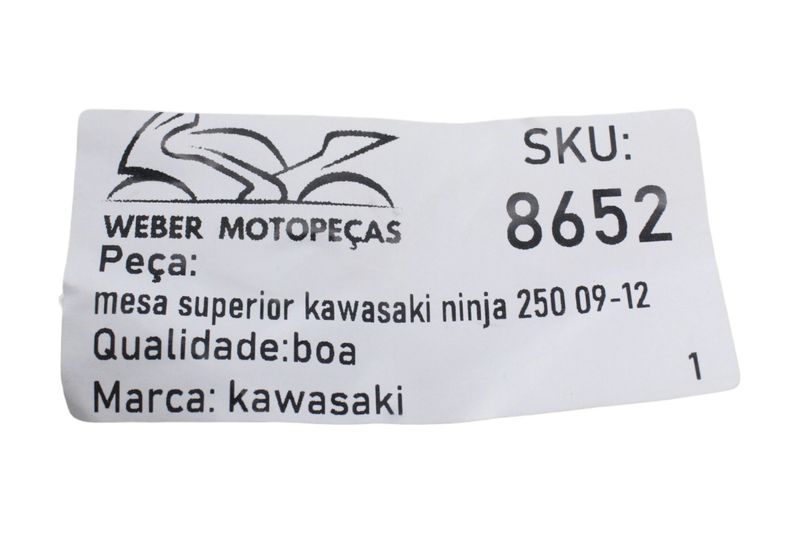 WEBER MOTOPEÇAS
SKU:
8652
Peça:
mesa superior kawasaki ninja 250 09-12
Qualidade:boa
Marca: kawasaki
1